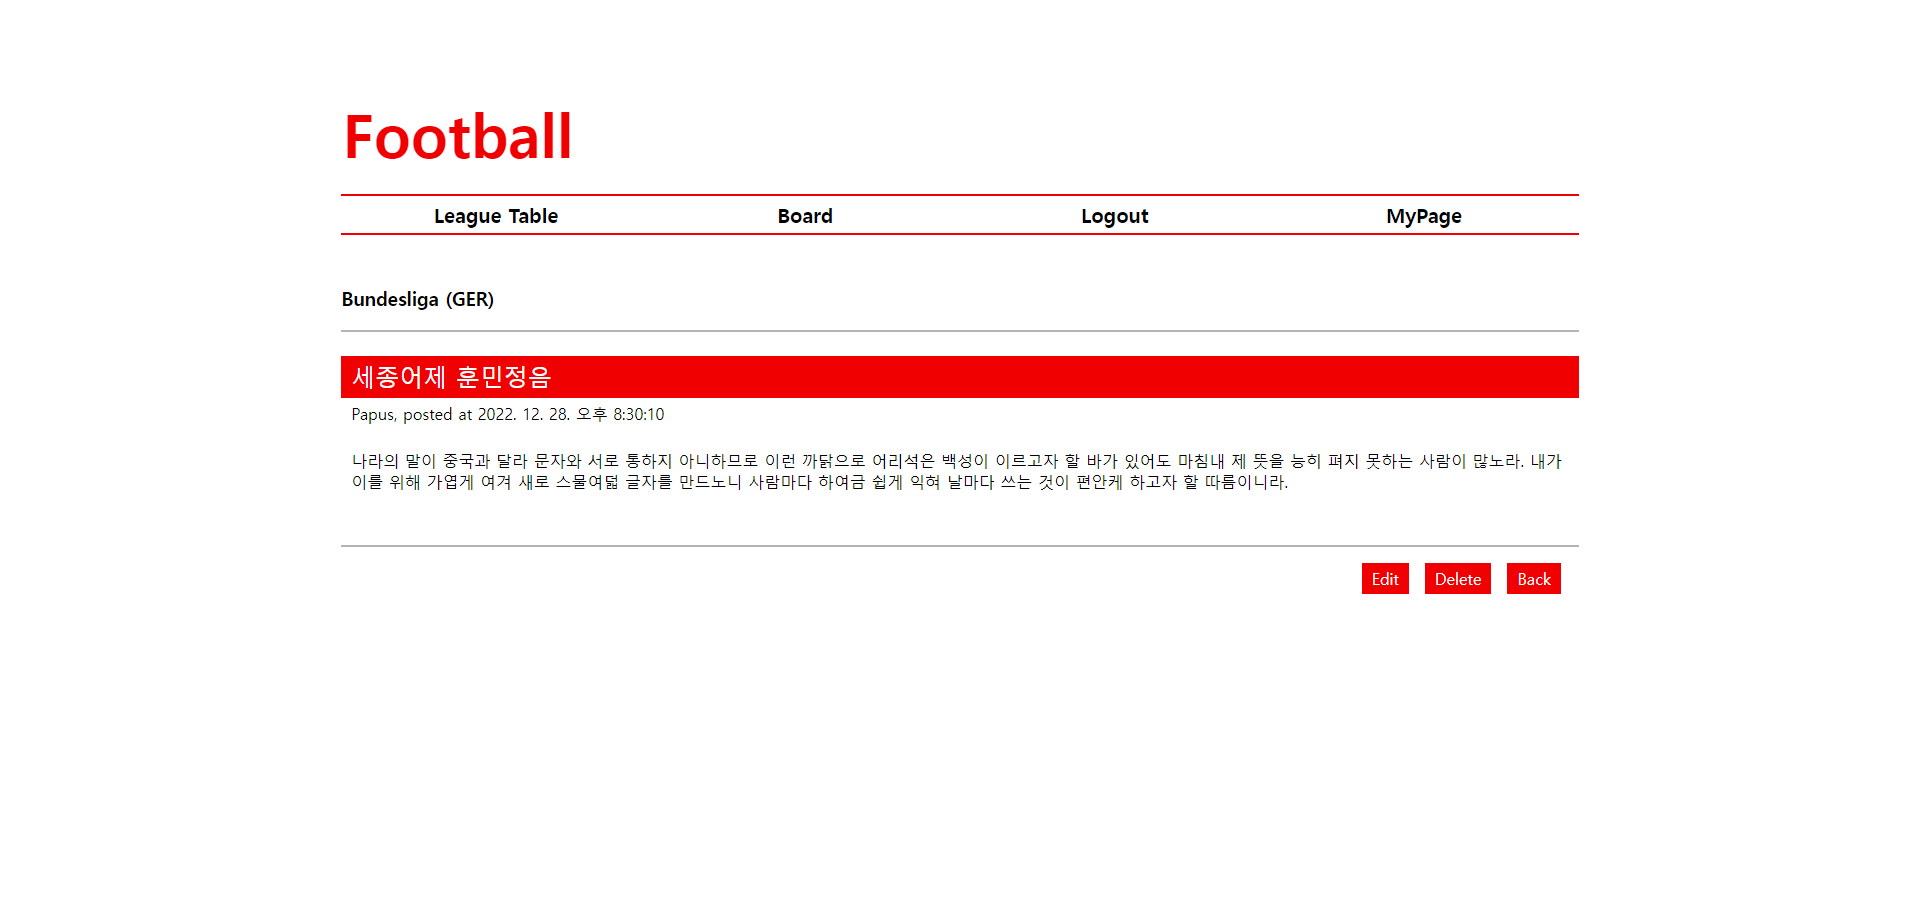 Football
League Table Board Logout MyPage
Bundesliga (GER)
세종어제 훈민정음
Papus, posted at 2022. 12. 28. 오후 8:30:10
나라의 말이 중국과 달라 문자와 서로 통하지 아니하므로 이런 까닭으로 어리석은 백성이 이르고자 할 바가 있어도 마침내 제 뜻을 능히 펴지 못하는 사람이 많노라. 내가
이를 위해 가엽게 여겨 새로 스물여덟 글자를 만드노니 사람마다 하여금 쉽게 익혀 날마다 쓰는 것이 편안케 하고자 할 따름이니라.
Edit Delete Back